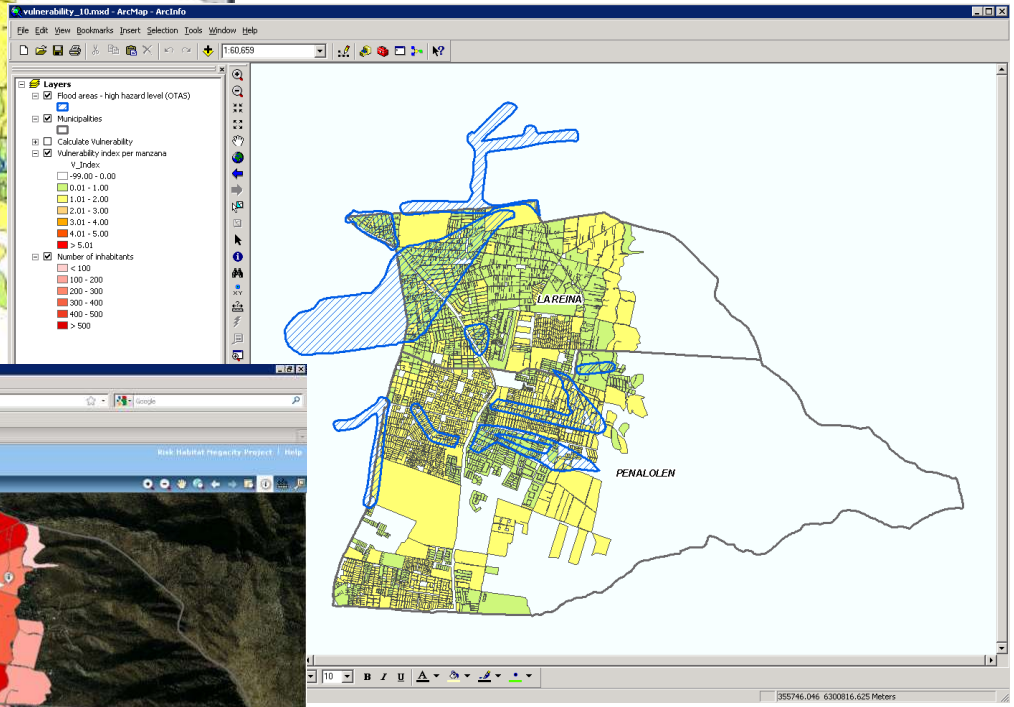 vulnerability_10.mxd - ArcMap - ArcInfo
File Edit View Bookmarks Insert Selection Tools Window Help
1:60,659
Layers
Flood areas - high hazard level (OTAS)
Municipalities
Calculate Vulnerability
Vulnerability index per manzana
V_Index
-99.00 - 0.00
0.01 - 1.00
1.01 - 2.00
2.01 - 3.00
3.01 - 4.00
4.01 - 5.00
> 5.01
Number of inhabitants
< 100
100 - 200
200 - 300
300 - 400
400 - 500
> 500
LA REINA
PENALOLEN
Google
Risk Habitat Megacity Project | Help
10 B I U A
355746.046 6300816.625 Meters